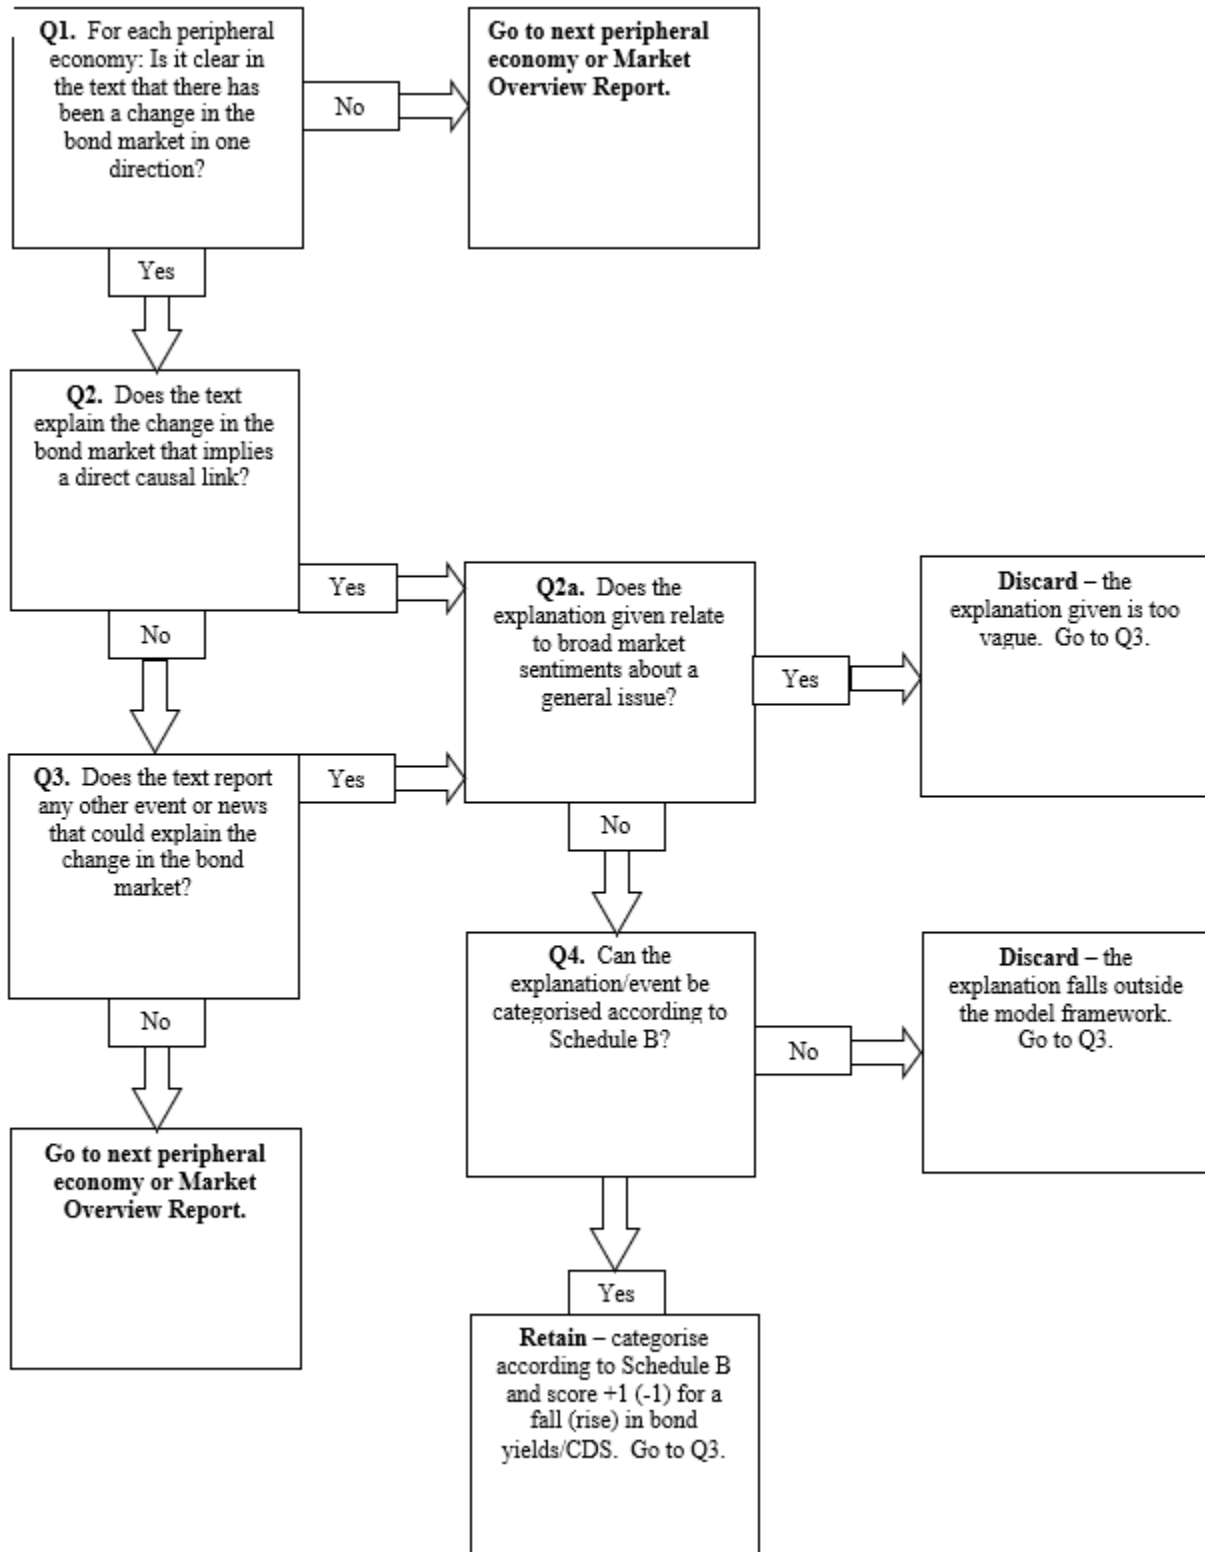 Q1. For each peripheral
economy: Is it clear in
the text that there has
been a change in the
bond market in one
direction?
No
Go to next peripheral
economy or Market
Overview Report.
Yes
Q2. Does the text
explain the change in the
bond market that implies
a direct causal link?
Yes
No
Q2a. Does the
explanation given relate
to broad market
sentiments about a
general issue?
Yes
Discard – the
explanation given is too
vague. Go to Q3.
Q3. Does the text report
any other event or news
that could explain the
change in the bond
market?
Yes
No
No
Q4. Can the
explanation/event be
categorised according to
Schedule B?
No
Discard – the
explanation falls outside
the model framework.
Go to Q3.
Go to next peripheral
economy or Market
Overview Report.
Yes
Retain – categorise
according to Schedule B
and score +1 (-1) for a
fall (rise) in bond
yields/CDS. Go to Q3.